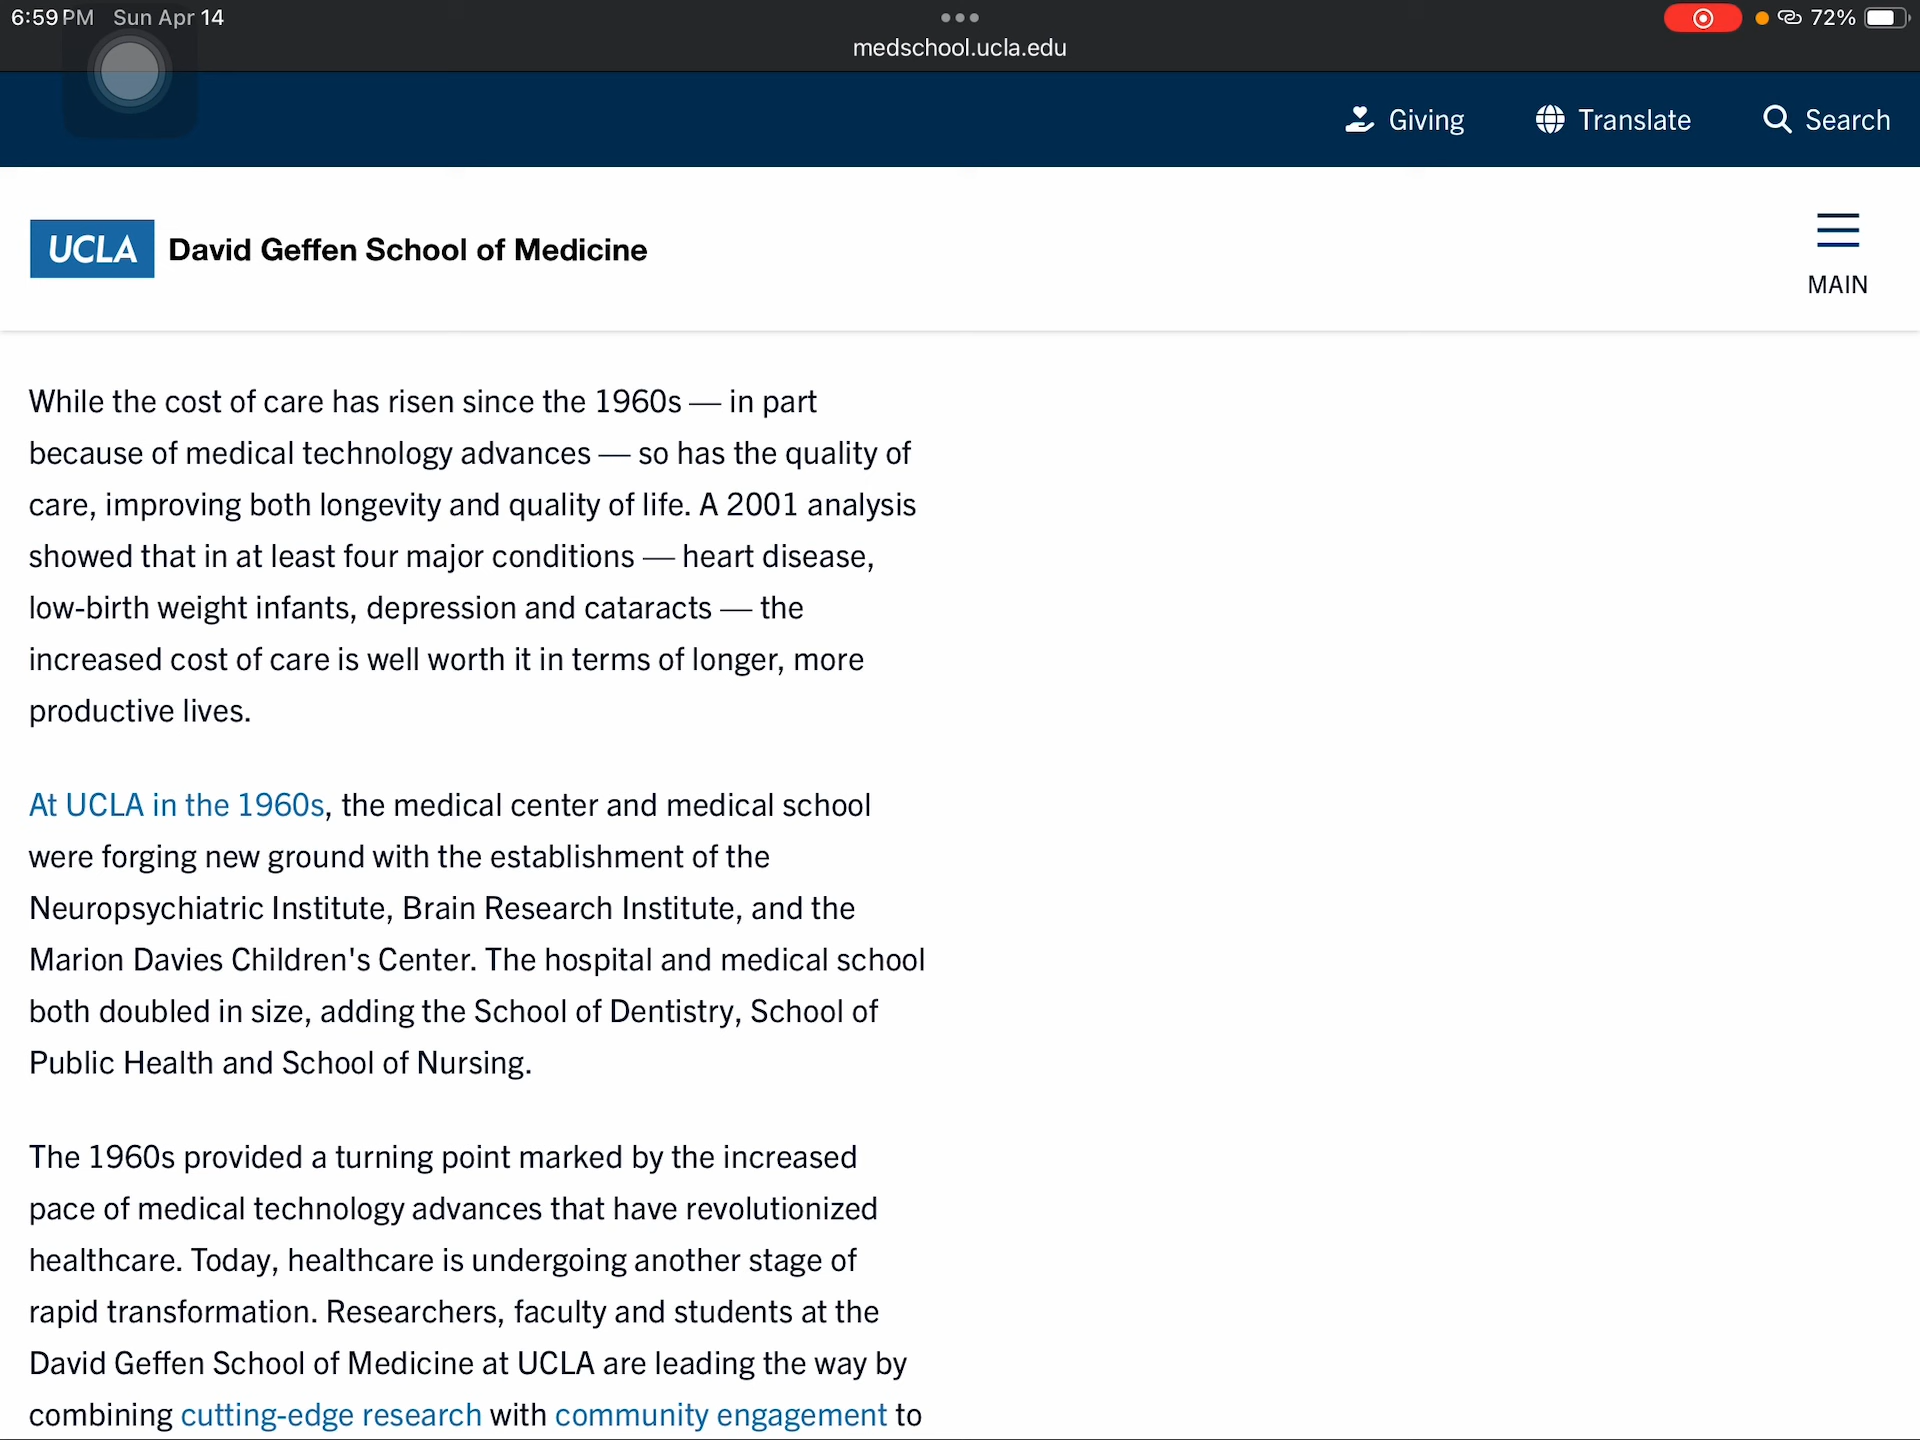 6:59 PM Sun Apr 14
72%
medschool.ucla.edu
Giving
Translate
Search
UCLA David Geffen School of Medicine
MAIN
While the cost of care has risen since the 1960s — in part
because of medical technology advances — so has the quality of
care, improving both longevity and quality of life. A 2001 analysis
showed that in at least four major conditions — heart disease,
low-birth weight infants, depression and cataracts — the
increased cost of care is well worth it in terms of longer, more
productive lives.
At UCLA in the 1960s, the medical center and medical school
were forging new ground with the establishment of the
Neuropsychiatric Institute, Brain Research Institute, and the
Marion Davies Children's Center. The hospital and medical school
both doubled in size, adding the School of Dentistry, School of
Public Health and School of Nursing.
The 1960s provided a turning point marked by the increased
pace of medical technology advances that have revolutionized
healthcare. Today, healthcare is undergoing another stage of
rapid transformation. Researchers, faculty and students at the
David Geffen School of Medicine at UCLA are leading the way by
combining cutting-edge research with community engagement to